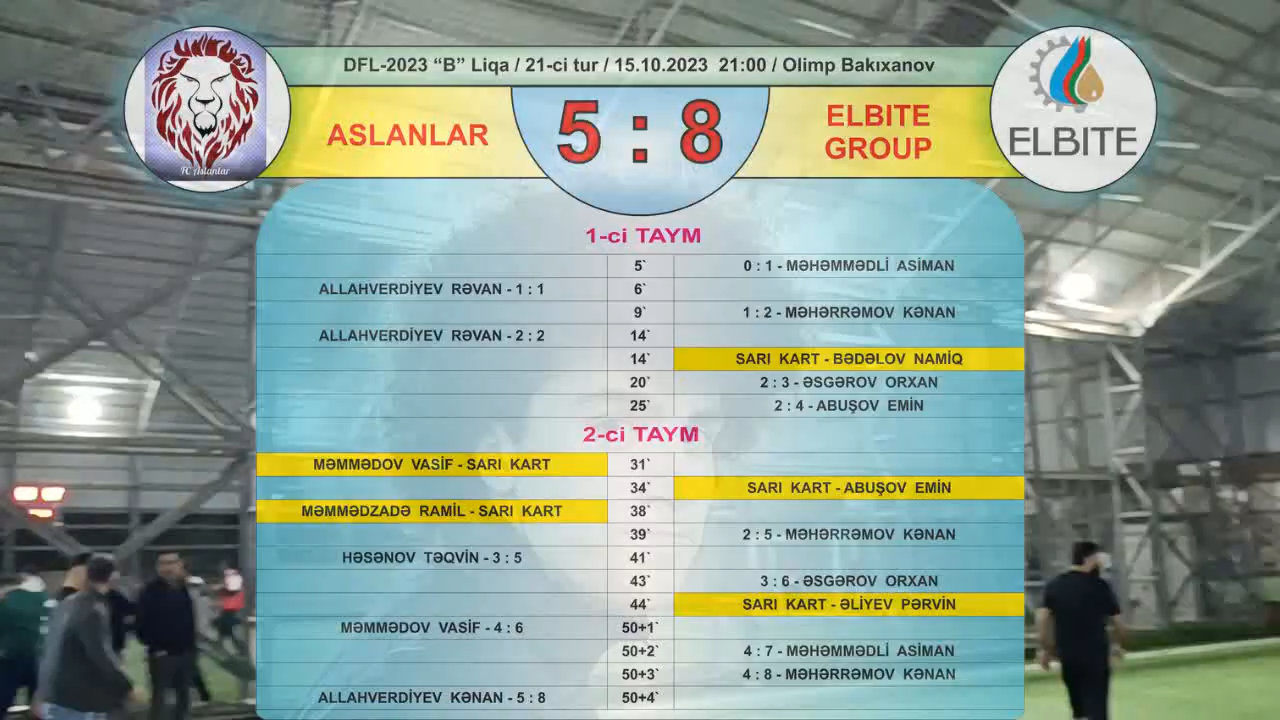 DFL-2023 “B” Liqa / 21-ci tur / 15.10.2023 21:00 / Olimp Bakıxanov
FC Aslanlar
ASLANLAR
5 : 8
ELBITE
GROUP
ELBITE
1-ci TAYM
5` 0 : 1 - MƏHƏMMƏDLİ ASİMAN
ALLAHVERDİYEV RƏVAN - 1 : 1 6`
9` 1 : 2 - MƏHƏRRƏMOV KƏNAN
ALLAHVERDİYEV RƏVAN - 2 : 2 14`
14` SARI KART - BƏDƏLOV NAMİQ
20` 2 : 3 - ƏSGƏROV ORXAN
25` 2 : 4 - ABUŞOV EMİN
2-ci TAYM
MƏMMƏDOV VASİF - SARI KART 31`
34` SARI KART - ABUŞOV EMİN
MƏMMƏDZADƏ RAMİL - SARI KART 38`
39` 2 : 5 - MƏHƏRRƏMOV KƏNAN
HƏSƏNOV TƏQVİN - 3 : 5 41`
43` 3 : 6 - ƏSGƏROV ORXAN
44` SARI KART - ƏLİYEV PƏRVİN
MƏMMƏDOV VASİF - 4 : 6 50+1`
50+2` 4 : 7 - MƏHƏMMƏDLİ ASİMAN
50+3` 4 : 8 - MƏHƏRRƏMOV KƏNAN
ALLAHVERDİYEV KƏNAN - 5 : 8 50+4`